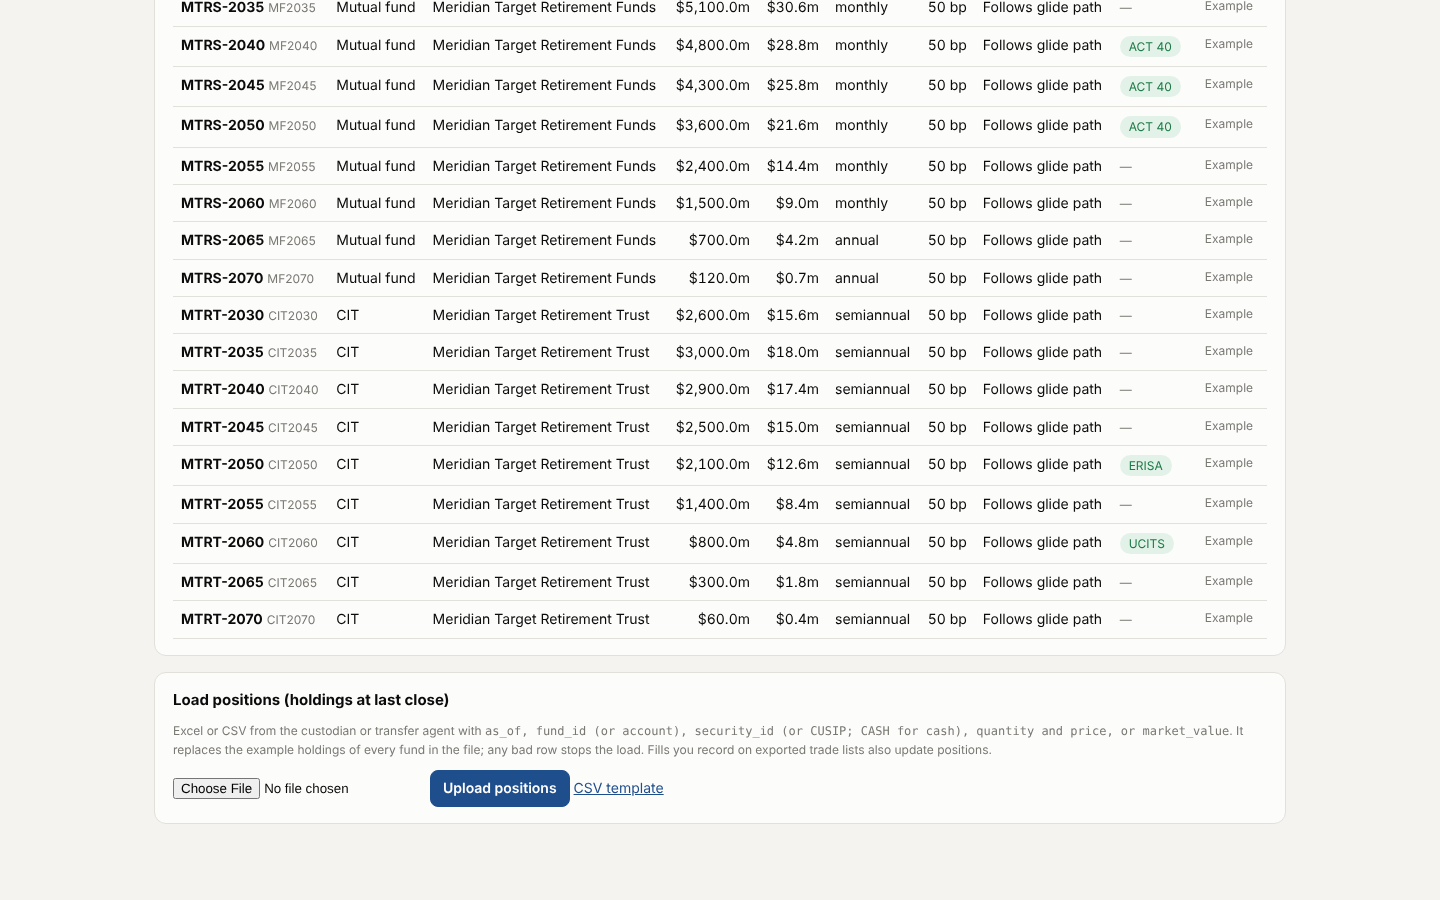 MTRS-2035 MF2035 Mutual fund Meridian Target Retirement Funds $5,100.0m $30.6m monthly 50 bp Follows glide path — Example
MTRS-2040 MF2040 Mutual fund Meridian Target Retirement Funds $4,800.0m $28.8m monthly 50 bp Follows glide path ACT 40 Example
MTRS-2045 MF2045 Mutual fund Meridian Target Retirement Funds $4,300.0m $25.8m monthly 50 bp Follows glide path ACT 40 Example
MTRS-2050 MF2050 Mutual fund Meridian Target Retirement Funds $3,600.0m $21.6m monthly 50 bp Follows glide path ACT 40 Example
MTRS-2055 MF2055 Mutual fund Meridian Target Retirement Funds $2,400.0m $14.4m monthly 50 bp Follows glide path — Example
MTRS-2060 MF2060 Mutual fund Meridian Target Retirement Funds $1,500.0m $9.0m monthly 50 bp Follows glide path — Example
MTRS-2065 MF2065 Mutual fund Meridian Target Retirement Funds $700.0m $4.2m annual 50 bp Follows glide path — Example
MTRS-2070 MF2070 Mutual fund Meridian Target Retirement Funds $120.0m $0.7m annual 50 bp Follows glide path — Example
MTRT-2030 CIT2030 CIT Meridian Target Retirement Trust $2,600.0m $15.6m semiannual 50 bp Follows glide path — Example
MTRT-2035 CIT2035 CIT Meridian Target Retirement Trust $3,000.0m $18.0m semiannual 50 bp Follows glide path — Example
MTRT-2040 CIT2040 CIT Meridian Target Retirement Trust $2,900.0m $17.4m semiannual 50 bp Follows glide path — Example
MTRT-2045 CIT2045 CIT Meridian Target Retirement Trust $2,500.0m $15.0m semiannual 50 bp Follows glide path — Example
MTRT-2050 CIT2050 CIT Meridian Target Retirement Trust $2,100.0m $12.6m semiannual 50 bp Follows glide path ERISA Example
MTRT-2055 CIT2055 CIT Meridian Target Retirement Trust $1,400.0m $8.4m semiannual 50 bp Follows glide path — Example
MTRT-2060 CIT2060 CIT Meridian Target Retirement Trust $800.0m $4.8m semiannual 50 bp Follows glide path UCITS Example
MTRT-2065 CIT2065 CIT Meridian Target Retirement Trust $300.0m $1.8m semiannual 50 bp Follows glide path — Example
MTRT-2070 CIT2070 CIT Meridian Target Retirement Trust $60.0m $0.4m semiannual 50 bp Follows glide path — Example
Load positions (holdings at last close)
Excel or CSV from the custodian or transfer agent with as_of, fund_id (or account), security_id (or CUSIP; CASH for cash), quantity and price, or market_value. It
replaces the example holdings of every fund in the file; any bad row stops the load. Fills you record on exported trade lists also update positions.
Choose File No file chosen Upload positions CSV template